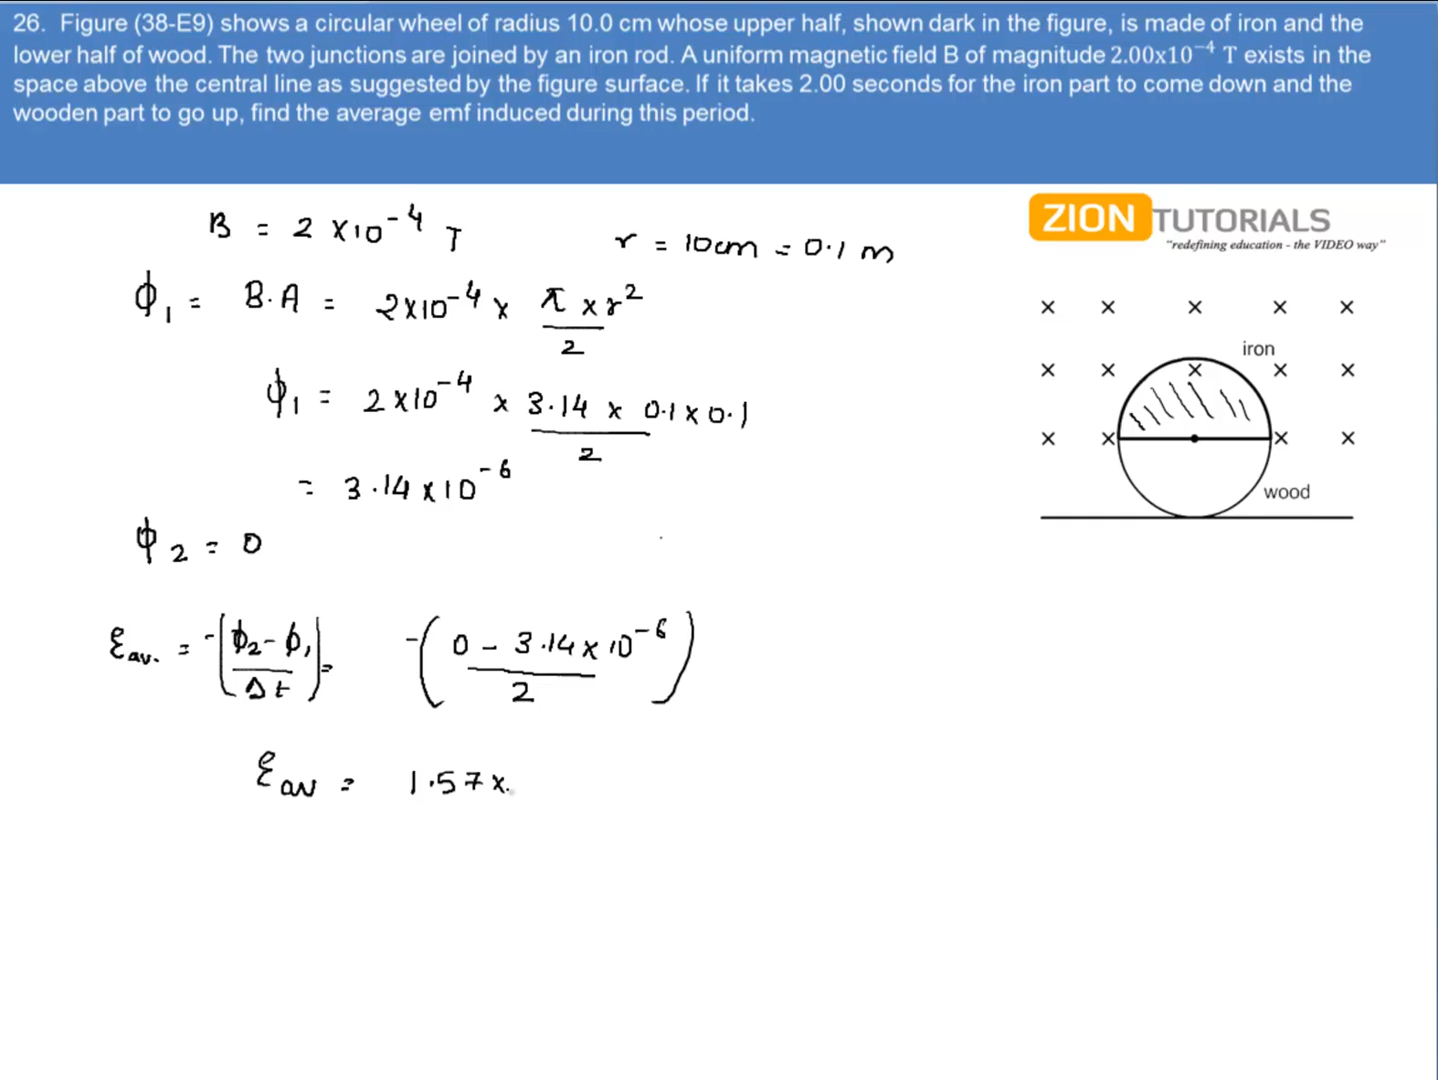 26. Figure (38-E9) shows a circular wheel of radius 10.0 cm whose upper half, shown dark in the figure, is made of iron and the
lower half of wood. The two junctions are joined by an iron rod. A uniform magnetic field B of magnitude 2.00x10⁻⁴ T exists in the
space above the central line as suggested by the figure surface. If it takes 2.00 seconds for the iron part to come down and the
wooden part to go up, find the average emf induced during this period.
B = 2 × 10⁻⁴ T
r = 10cm = 0.1 m
ZION TUTORIALS
"redefining education - the VIDEO way"
ϕ₁ = B.A = 2×10⁻⁴ × π × r² / 2
ϕ₁ = 2×10⁻⁴ × 3.14 × 0.1 × 0.1 / 2
= 3.14 × 10⁻⁶
ϕ₂ = 0
× × × × ×
iron
× × × × ×
× × × ×
wood
Ɛav. = -(ϕ₂ - ϕ₁ / Δt) = -(0 - 3.14 × 10⁻⁶ / 2)
Ɛav = 1.57 ×